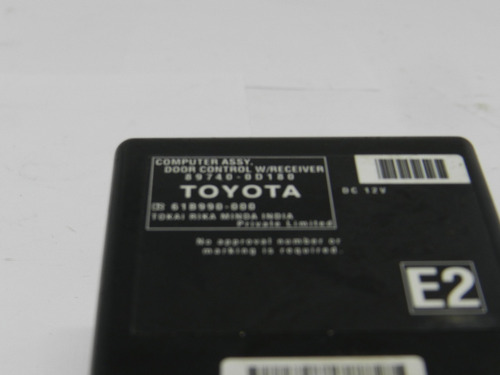 COMPUTER ASSY,
DOOR CONTROL W/RECEIVER
89740-0D180
TOYOTA
DC 12V
61B990-000
TOKAI RIKA MINDA INDIA
Private Limited
No approval number or
marking is required.
E2